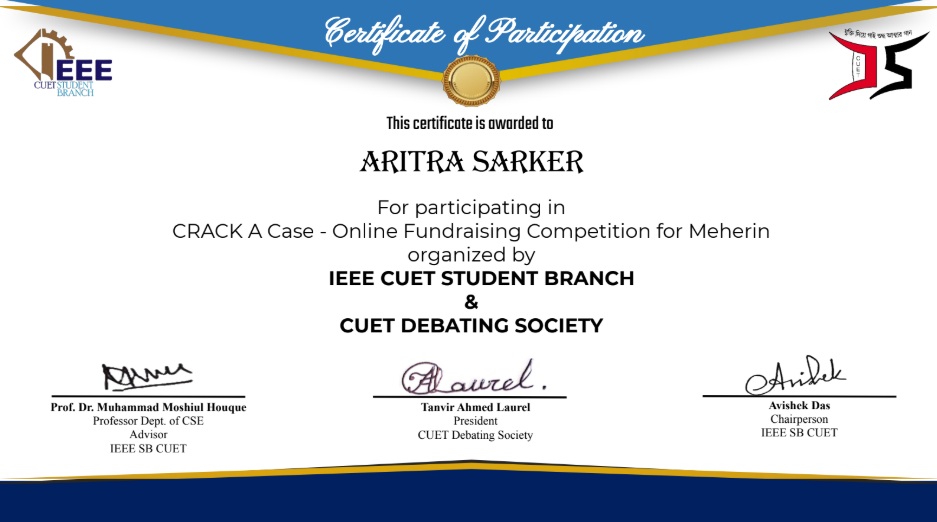 Certificate of Participation
IEEE
CUET STUDENT
BRANCH
যুক্তি দিয়ে গাই শুদ্ধ আত্মার গান
CUET
This certificate is awarded to
ARITRA SARKER
For participating in
CRACK A Case - Online Fundraising Competition for Meherin
organized by
IEEE CUET STUDENT BRANCH
&
CUET DEBATING SOCIETY
Laurel.
Avishek
Prof. Dr. Muhammad Moshiul Houque
Professor Dept. of CSE
Advisor
IEEE SB CUET
Tanvir Ahmed Laurel
President
CUET Debating Society
Avishek Das
Chairperson
IEEE SB CUET